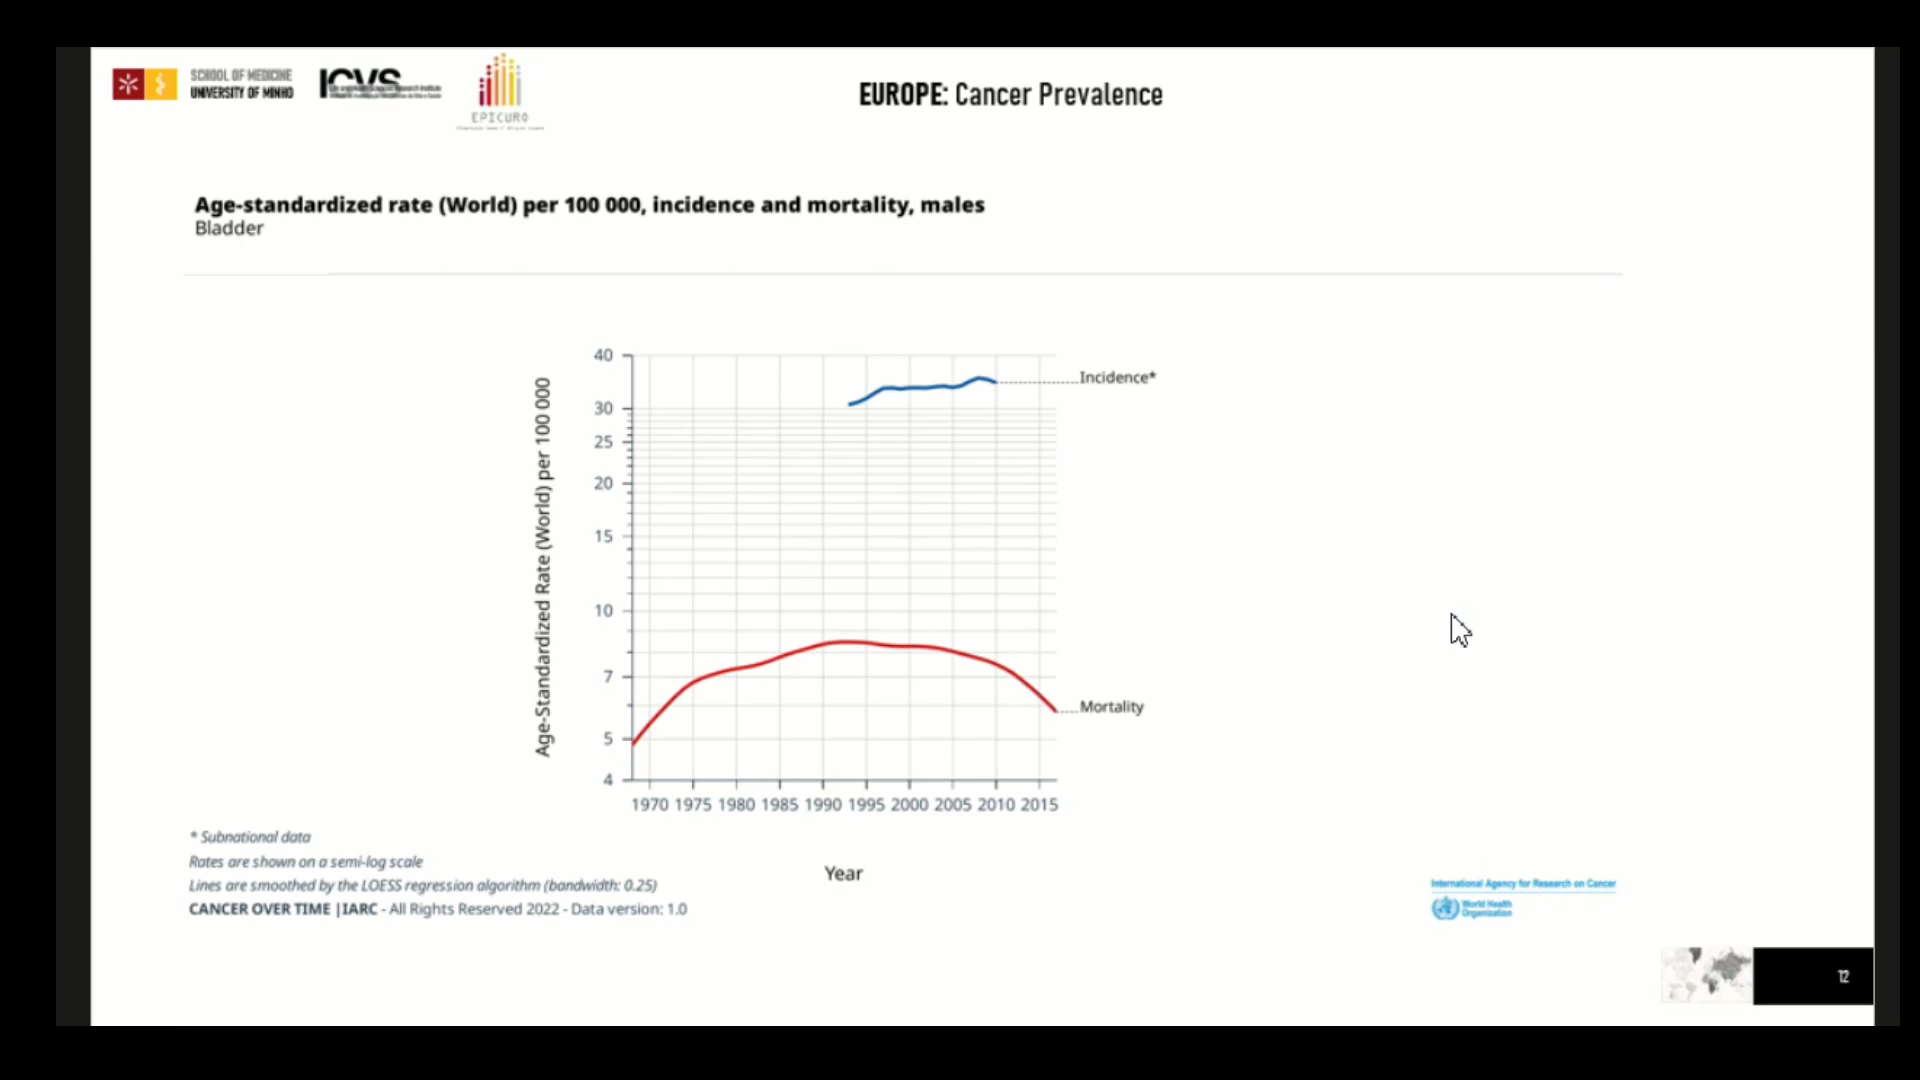 SCHOOL OF MEDICINE
UNIVERSITY OF MINHO
ICVS
EPICURO
EUROPE: Cancer Prevalence
Age-standardized rate (World) per 100 000, incidence and mortality, males
Bladder
Age-Standardized Rate (World) per 100 000
40
30
25
20
15
10
7
5
4
Incidence*
Mortality
1970 1975 1980 1985 1990 1995 2000 2005 2010 2015
Year
* Subnational data
Rates are shown on a semi-log scale
Lines are smoothed by the LOESS regression algorithm (bandwidth: 0.25)
CANCER OVER TIME | IARC - All Rights Reserved 2022 - Data version: 1.0
International Agency for Research on Cancer
World Health
Organization
12